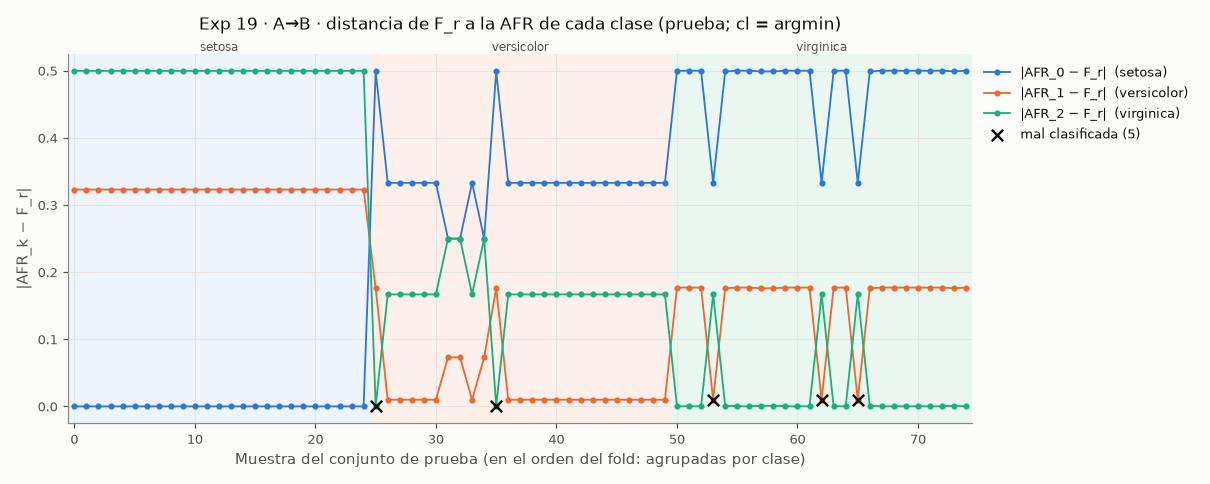 Exp 19 · A→B · distancia de F_r a la AFR de cada clase (prueba; cl = argmin)
setosa
versicolor
virginica
|AFR_0 − F_r| (setosa)
|AFR_1 − F_r| (versicolor)
|AFR_2 − F_r| (virginica)
mal clasificada (5)
|AFR_k − F_r|
0.5
0.4
0.3
0.2
0.1
0.0
0 10 20 30 40 50 60 70
Muestra del conjunto de prueba (en el orden del fold: agrupadas por clase)